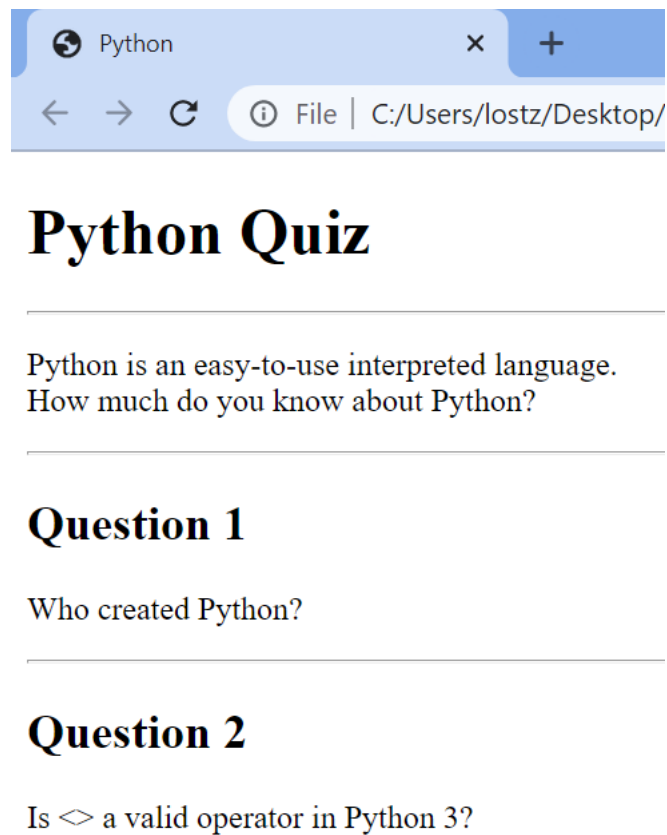 Python
File | C:/Users/lostz/Desktop/
Python Quiz
Python is an easy-to-use interpreted language.
How much do you know about Python?
Question 1
Who created Python?
Question 2
Is <> a valid operator in Python 3?